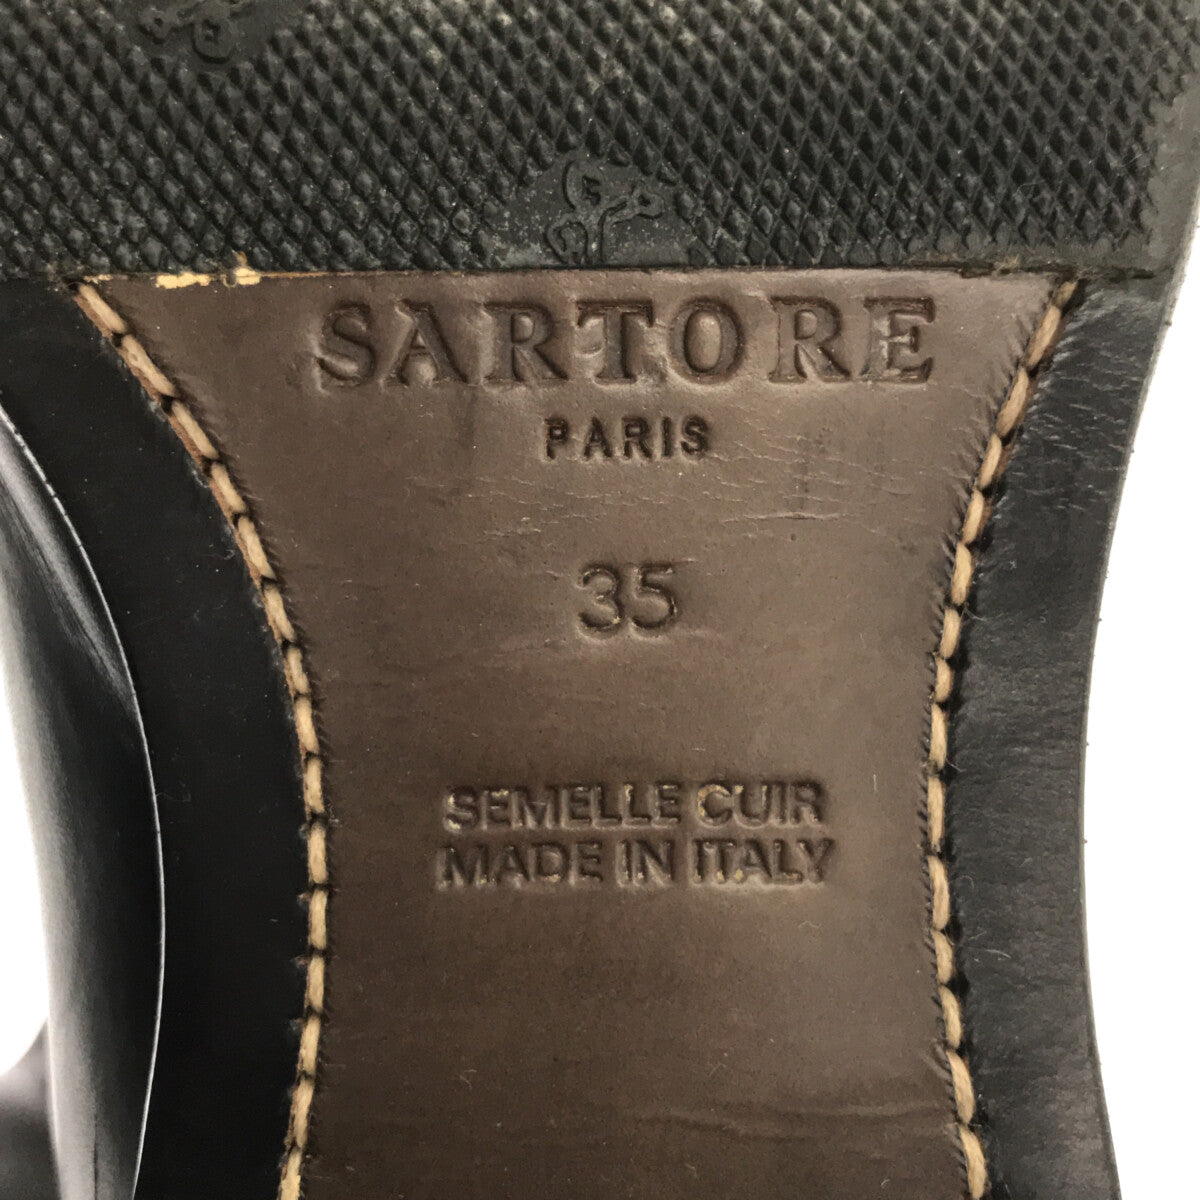 SARTORE
PARIS
35
SEMELLE CUIR
MADE IN ITALY